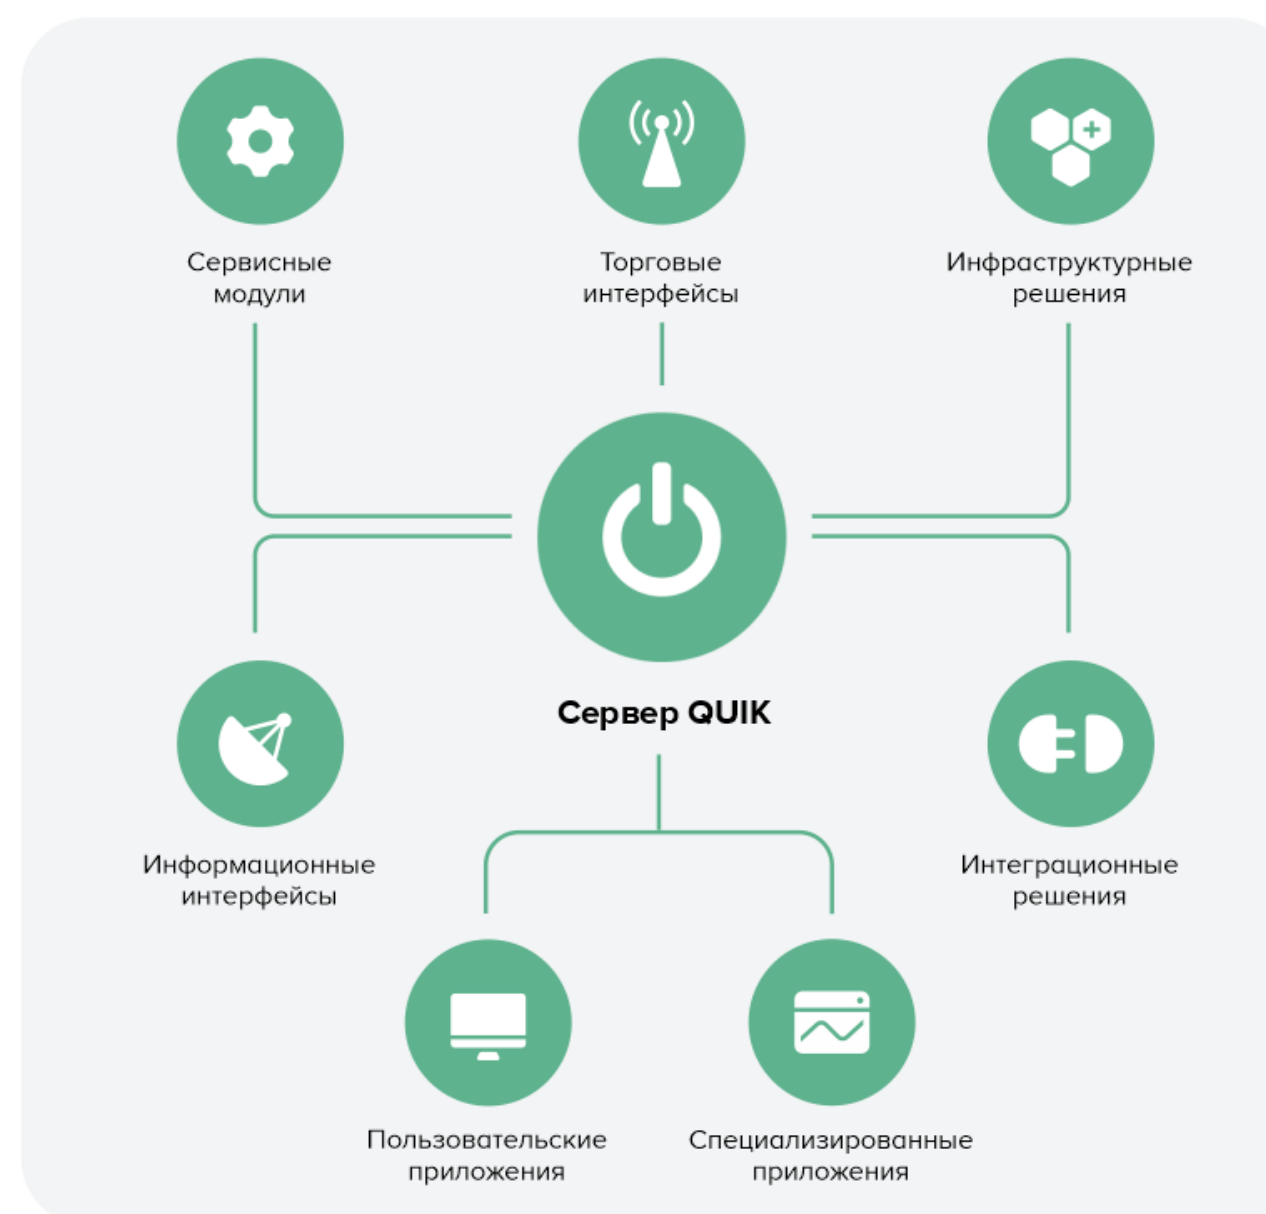 Сервисные
модули
Торговые
интерфейсы
Инфраструктурные
решения
Сервер QUIK
Информационные
интерфейсы
Интеграционные
решения
Пользовательские
приложения
Специализированные
приложения